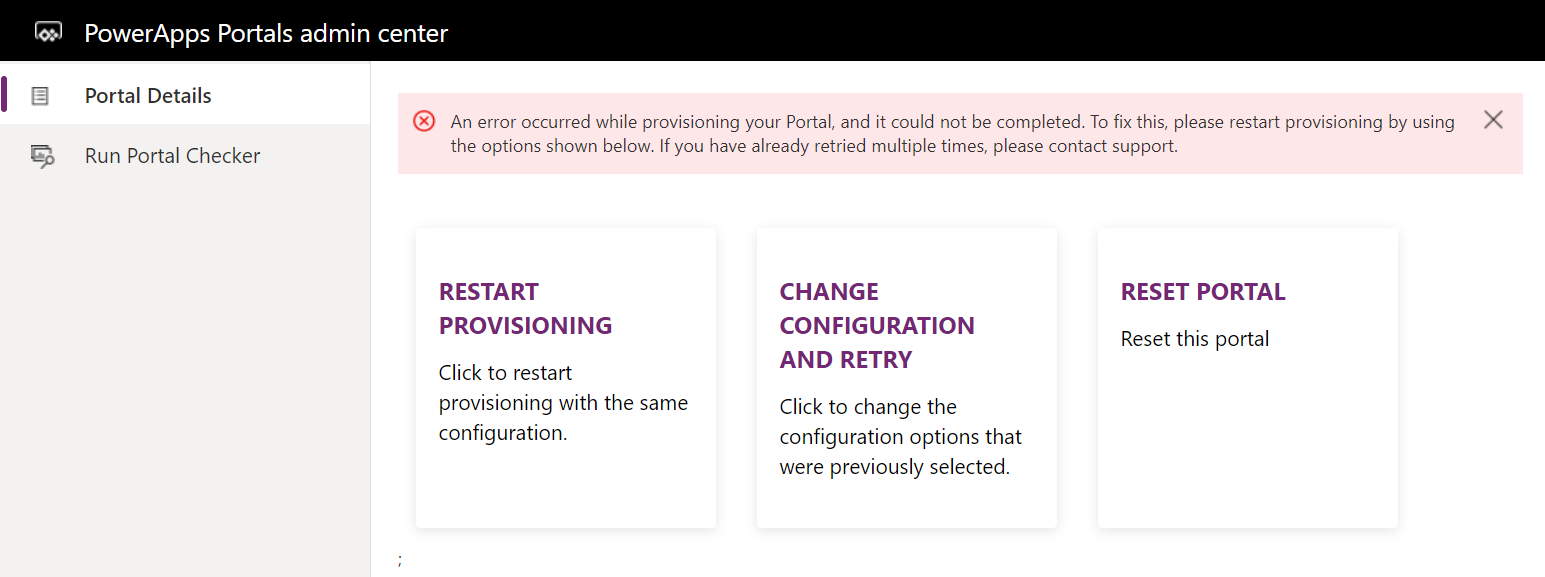 PowerApps Portals admin center
Portal Details
Run Portal Checker
An error occurred while provisioning your Portal, and it could not be completed. To fix this, please restart provisioning by using
the options shown below. If you have already retried multiple times, please contact support.
RESTART
PROVISIONING
Click to restart
provisioning with the same
configuration.
CHANGE
CONFIGURATION
AND RETRY
Click to change the
configuration options that
were previously selected.
RESET PORTAL
Reset this portal
;